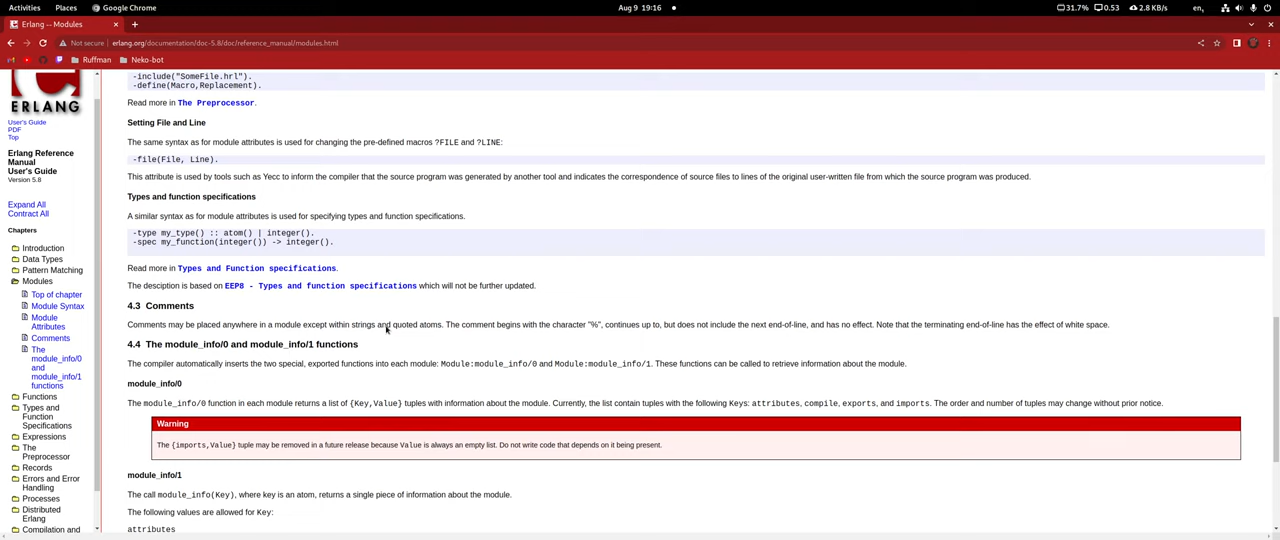 Activities Places Google Chrome Aug 9 19:16 31.7% 0.53 2.8 KB/s en
Erlang -- Modules
Not secure erlang.org/documentation/doc-5.8/doc/reference_manual/modules.html
Ruffman Neko-bot
ERLANG
User's Guide
PDF
Top
Erlang Reference
Manual
User's Guide
Version 5.8
Expand All
Contract All
Chapters
Introduction
Data Types
Pattern Matching
Modules
Top of chapter
Module Syntax
Module
Attributes
Comments
The
module_info/0
and
module_info/1
functions
Functions
Types and
Function
Specifications
Expressions
The
Preprocessor
Records
Errors and Error
Handling
Processes
Distributed
Erlang
Compilation and
-include("SomeFile.hrl").
-define(Macro,Replacement).
Read more in The Preprocessor.
Setting File and Line
The same syntax as for module attributes is used for changing the pre-defined macros ?FILE and ?LINE:
-file(File, Line).
This attribute is used by tools such as Yecc to inform the compiler that the source program was generated by another tool and indicates the correspondence of source files to lines of the original user-written file from which the source program was produced.
Types and function specifications
A similar syntax as for module attributes is used for specifying types and function specifications.
-type my_type() :: atom() | integer().
-spec my_function(integer()) -> integer().
Read more in Types and Function specifications.
The desciption is based on EEP8 - Types and function specifications which will not be further updated.
4.3 Comments
Comments may be placed anywhere in a module except within strings and quoted atoms. The comment begins with the character "%", continues up to, but does not include the next end-of-line, and has no effect. Note that the terminating end-of-line has the effect of white space.
4.4 The module_info/0 and module_info/1 functions
The compiler automatically inserts the two special, exported functions into each module: Module:module_info/0 and Module:module_info/1. These functions can be called to retrieve information about the module.
module_info/0
The module_info/0 function in each module returns a list of {Key,Value} tuples with information about the module. Currently, the list contain tuples with the following Keys: attributes, compile, exports, and imports. The order and number of tuples may change without prior notice.
Warning
The {imports,Value} tuple may be removed in a future release because Value is always an empty list. Do not write code that depends on it being present.
module_info/1
The call module_info(Key), where key is an atom, returns a single piece of information about the module.
The following values are allowed for Key:
attributes